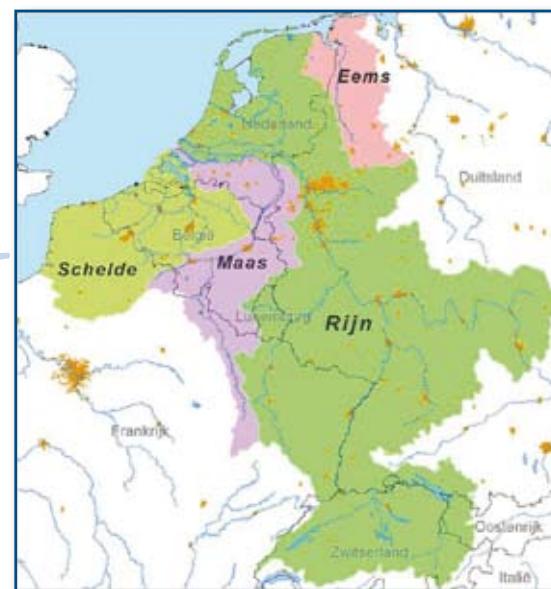 Eems
Nederland
Duitsland
België
Schelde
Maas
Luxemburg
Rijn
Frankrijk
Oostenrijk
Zwitserland
Italië